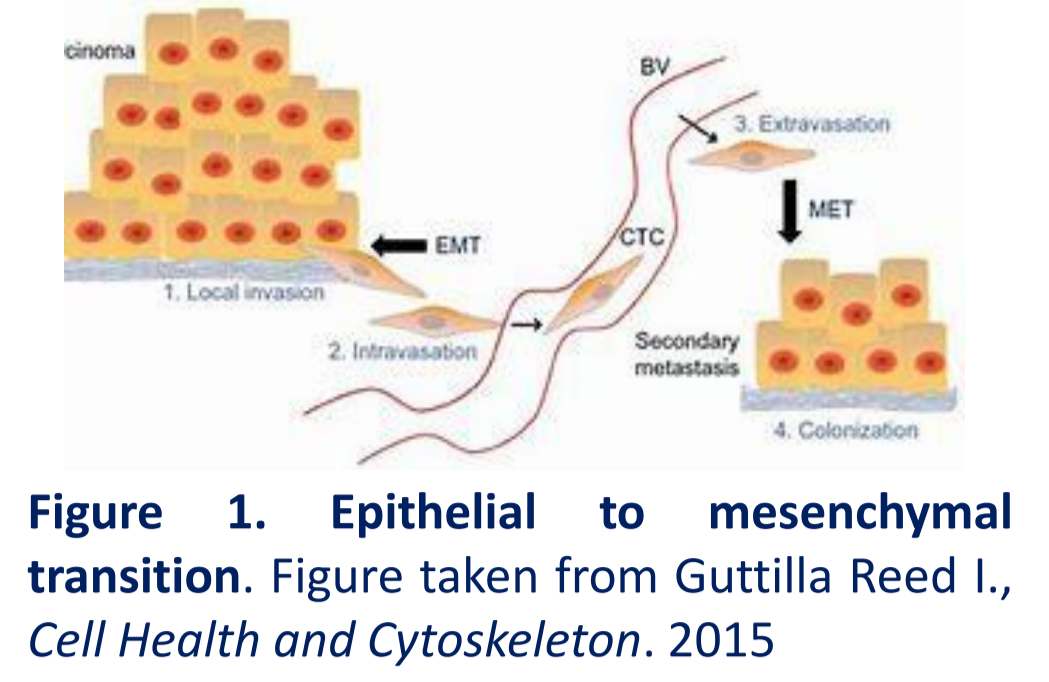 cinoma
BV
3. Extravasation
MET
EMT
CTC
1. Local invasion
2. Intravasation
Secondary
metastasis
4. Colonization
Figure 1. Epithelial to mesenchymal
transition. Figure taken from Guttilla Reed I.,
Cell Health and Cytoskeleton. 2015